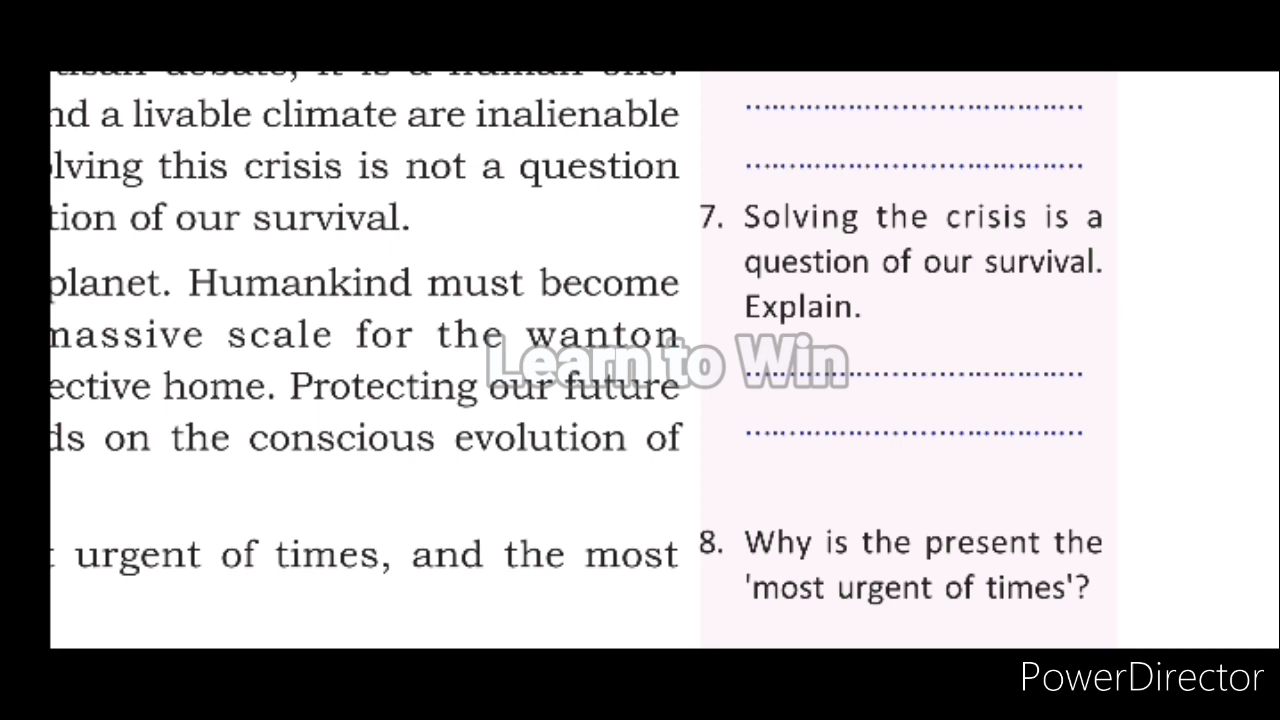 nd a livable climate are inalienable
lving this crisis is not a question
tion of our survival.
planet. Humankind must become
massive scale for the wanton
ective home. Protecting our future
ds on the conscious evolution of
urgent of times, and the most
7. Solving the crisis is a
question of our survival.
Explain.
8. Why is the present the
'most urgent of times'?
Learn to Win
PowerDirector